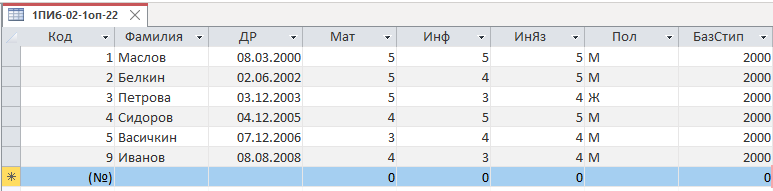 1ПИб-02-1оп-22
Код Фамилия ДР Мат Инф ИнЯз Пол БазСтип
1 Маслов 08.03.2000 5 5 5 М 2000
2 Белкин 02.06.2002 5 4 5 М 2000
3 Петрова 03.12.2003 5 3 4 Ж 2000
4 Сидоров 04.12.2005 4 5 5 М 2000
5 Васичкин 07.12.2006 3 4 4 М 2000
9 Иванов 08.08.2008 4 3 4 М 2000
(№) 0 0 0 0